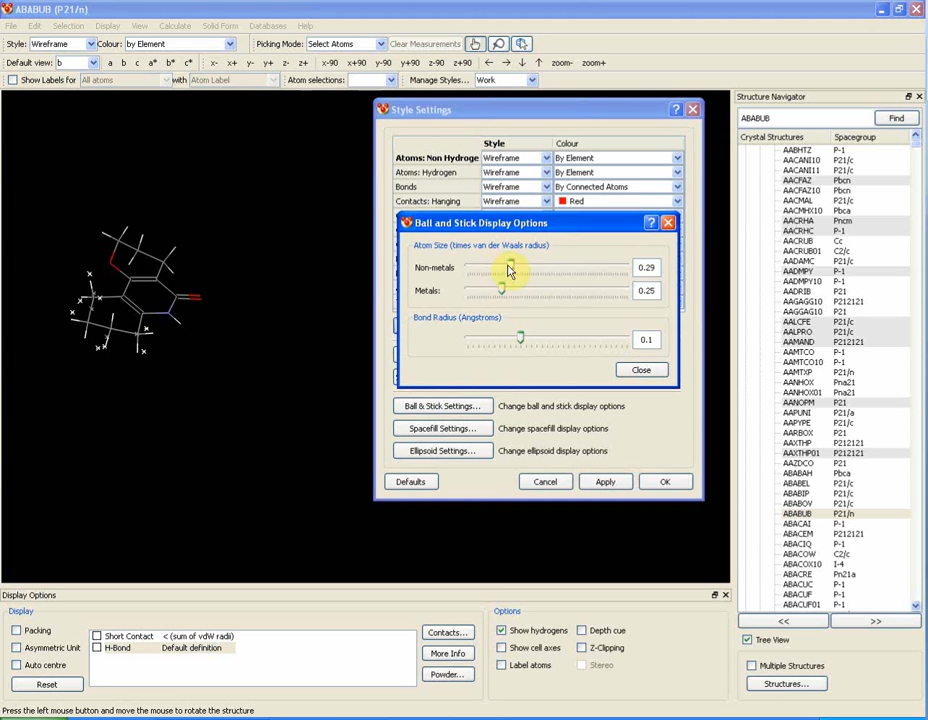 ABABUB (P21/n)
File Edit Selection Display View Calculate Solid Form Databases Help
Style: Wireframe Colour: by Element Picking Mode: Select Atoms Clear Measurements
Default view: b a b c a* b* c* x- x+ y- y+ z- z+ x-90 x+90 y-90 y+90 z-90 z+90 ← → ↓ ↑ zoom- zoom+
Show Labels for All atoms with Atom Label Atom selections: Manage Styles... Work
Structure Navigator
ABABUB Find
Crystal Structures Spacegroup
AABHTZ P-1
AACANI10 P21/c
AACANI11 P21/c
AACFAZ Pbcn
AACFAZ10 Pbcn
AACMAL P21/c
AACMHX10 Pbca
AACRHA Pncm
AACRHC P-1
AACRUB Cc
AACRUB01 C2/c
AADAMC P21/c
AADMPY P-1
AADMPY10 P21/c
AADRIB P21
AAGAGG10 P212121
AAGGAG10 P21
AALCFE P21/c
AALPRO P21/c
AAMAND P212121
AAMTCO P-1
AAMTCO10 P-1
AAMTXP P21/n
AANHOX Pna21
AANHOX01 Pna21
AANOPM P21
AAPUNI P21/a
AAPYPE P21/c
AARBOX P21/n
AAXTHP P212121
AAXTHP01 P212121
AAZDCO P21
ABABAH Pbca
ABABEL P21/c
ABABIP P21/c
ABABOV P21/c
ABABUB P21/n
ABACAI P-1
ABACEM P212121
ABACIQ P-1
ABACOW C2/c
ABACOX10 I-4
ABACRE Pn21a
ABACUC P-1
ABACUF P-1
ABACUF01 P-1
<< >>
Tree View
Multiple Structures
Structures...
Style Settings
Style Colour
Atoms: Non Hydroge Wireframe By Element
Atoms: Hydrogen Wireframe By Element
Bonds Wireframe By Connected Atoms
Contacts: Hanging Wireframe Red
Ball and Stick Display Options
Atom Size (times van der Waals radius)
Non-metals 0.29
Metals: 0.25
Bond Radius (Angstroms)
0.1
Close
Ball & Stick Settings... Change ball and stick display options
Spacefill Settings... Change spacefill display options
Ellipsoid Settings... Change ellipsoid display options
Defaults Cancel Apply OK
Display Options
Display
Packing
Asymmetric Unit
Auto centre
Reset
Short Contact < (sum of vdW radii)
H-Bond Default definition
Contacts...
More Info
Powder...
Options
Show hydrogens Depth cue
Show cell axes Z-Clipping
Label atoms Stereo
Press the left mouse button and move the mouse to rotate the structure